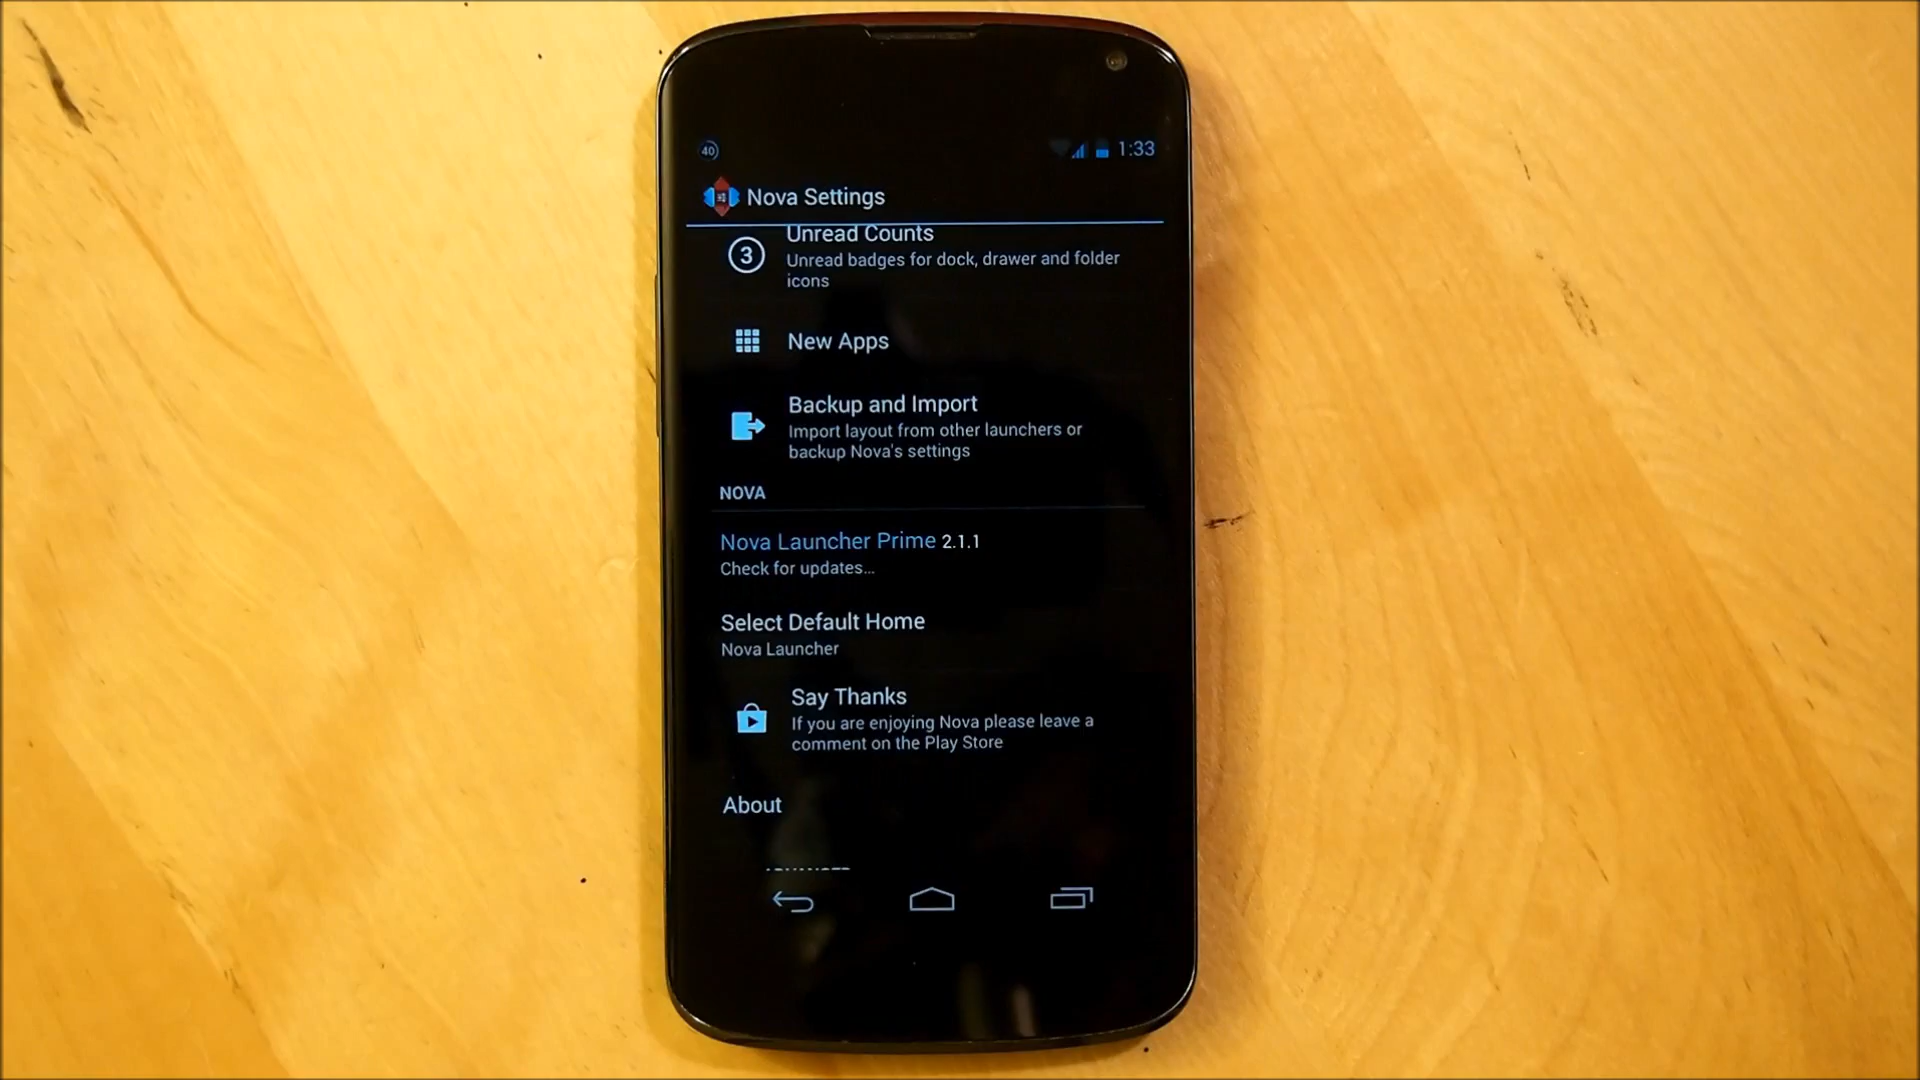 40
1:33
Nova Settings
Unread Counts
3
Unread badges for dock, drawer and folder
icons
New Apps
Backup and Import
Import layout from other launchers or
backup Nova's settings
NOVA
Nova Launcher Prime 2.1.1
Check for updates...
Select Default Home
Nova Launcher
Say Thanks
If you are enjoying Nova please leave a
comment on the Play Store
About